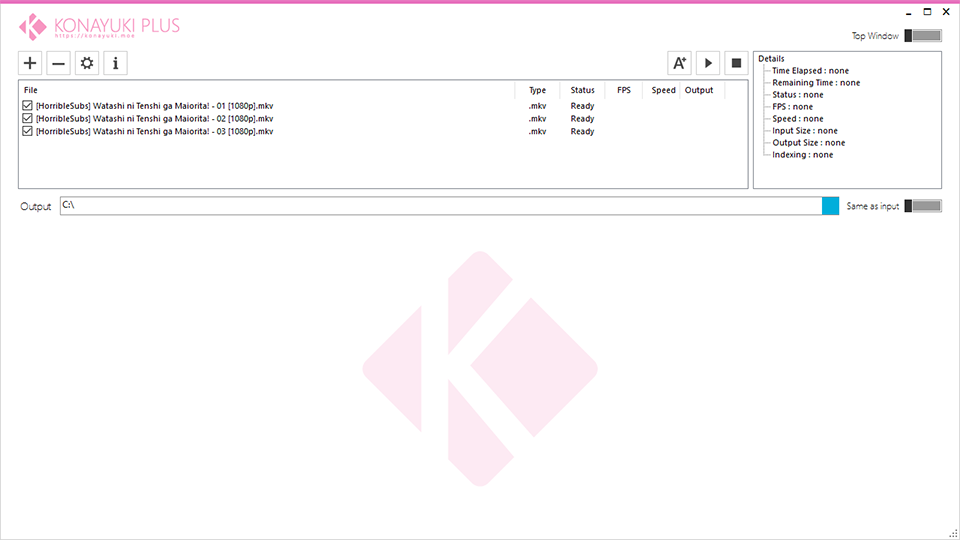 KONAYUKI PLUS
https://konayuki.moe
Top Window
A+
File Type Status FPS Speed Output
[HorribleSubs] Watashi ni Tenshi ga Maiorita! - 01 [1080p].mkv .mkv Ready
[HorribleSubs] Watashi ni Tenshi ga Maiorita! - 02 [1080p].mkv .mkv Ready
[HorribleSubs] Watashi ni Tenshi ga Maiorita! - 03 [1080p].mkv .mkv Ready
Details
Time Elapsed : none
Remaining Time : none
Status : none
FPS : none
Speed : none
Input Size : none
Output Size : none
Indexing : none
Output C:\ Same as input